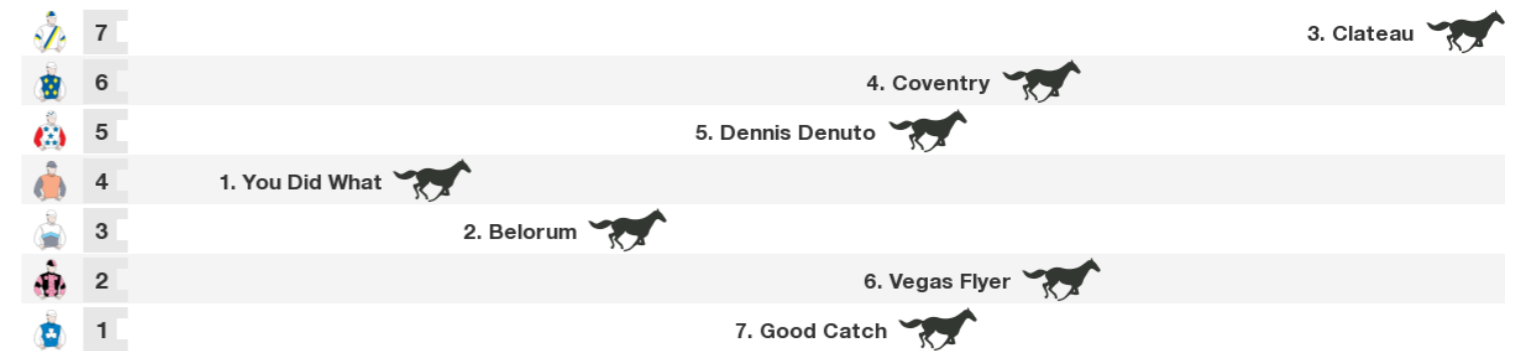 7 3. Clateau
6 4. Coventry
5 5. Dennis Denuto
4 1. You Did What
3 2. Belorum
2 6. Vegas Flyer
1 7. Good Catch